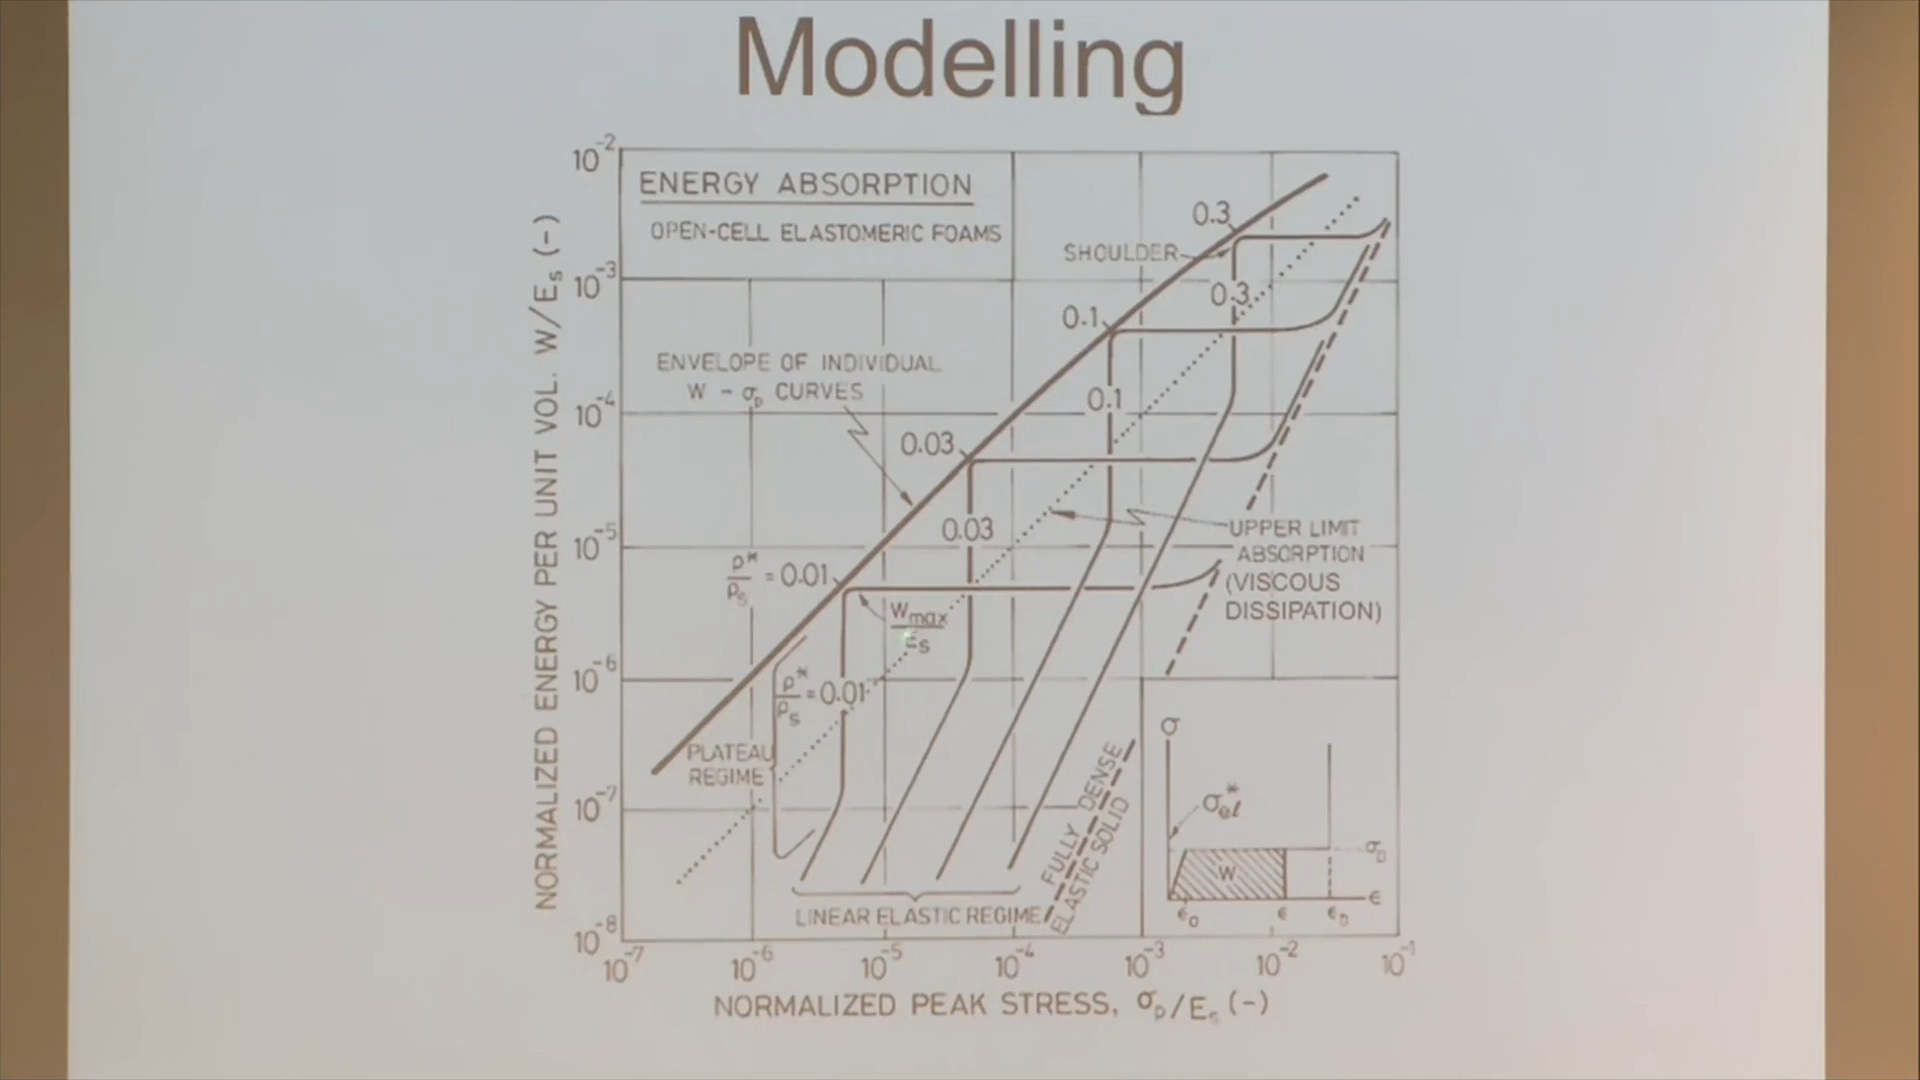 Modelling
ENERGY ABSORPTION
OPEN-CELL ELASTOMERIC FOAMS
NORMALIZED ENERGY PER UNIT VOL. W/Es (-)
10⁻²
10⁻³
10⁻⁴
10⁻⁵
10⁻⁶
10⁻⁷
10⁻⁸
0.3
SHOULDER
0.3
0.1
ENVELOPE OF INDIVIDUAL
W - σp CURVES
0.1
0.03
0.03
UPPER LIMIT
ABSORPTION
(VISCOUS
DISSIPATION)
ρ*/ρs = 0.01
Wmax/Es
ρ*/ρs = 0.01
PLATEAU
REGIME
LINEAR ELASTIC REGIME
FULLY DENSE
ELASTIC SOLID
σ
σ*el
σD
W
ϵ
ϵo
ϵ
ϵD
10⁻⁷
10⁻⁶
10⁻⁵
10⁻⁴
10⁻³
10⁻²
10⁻¹
NORMALIZED PEAK STRESS, σp/Es (-)